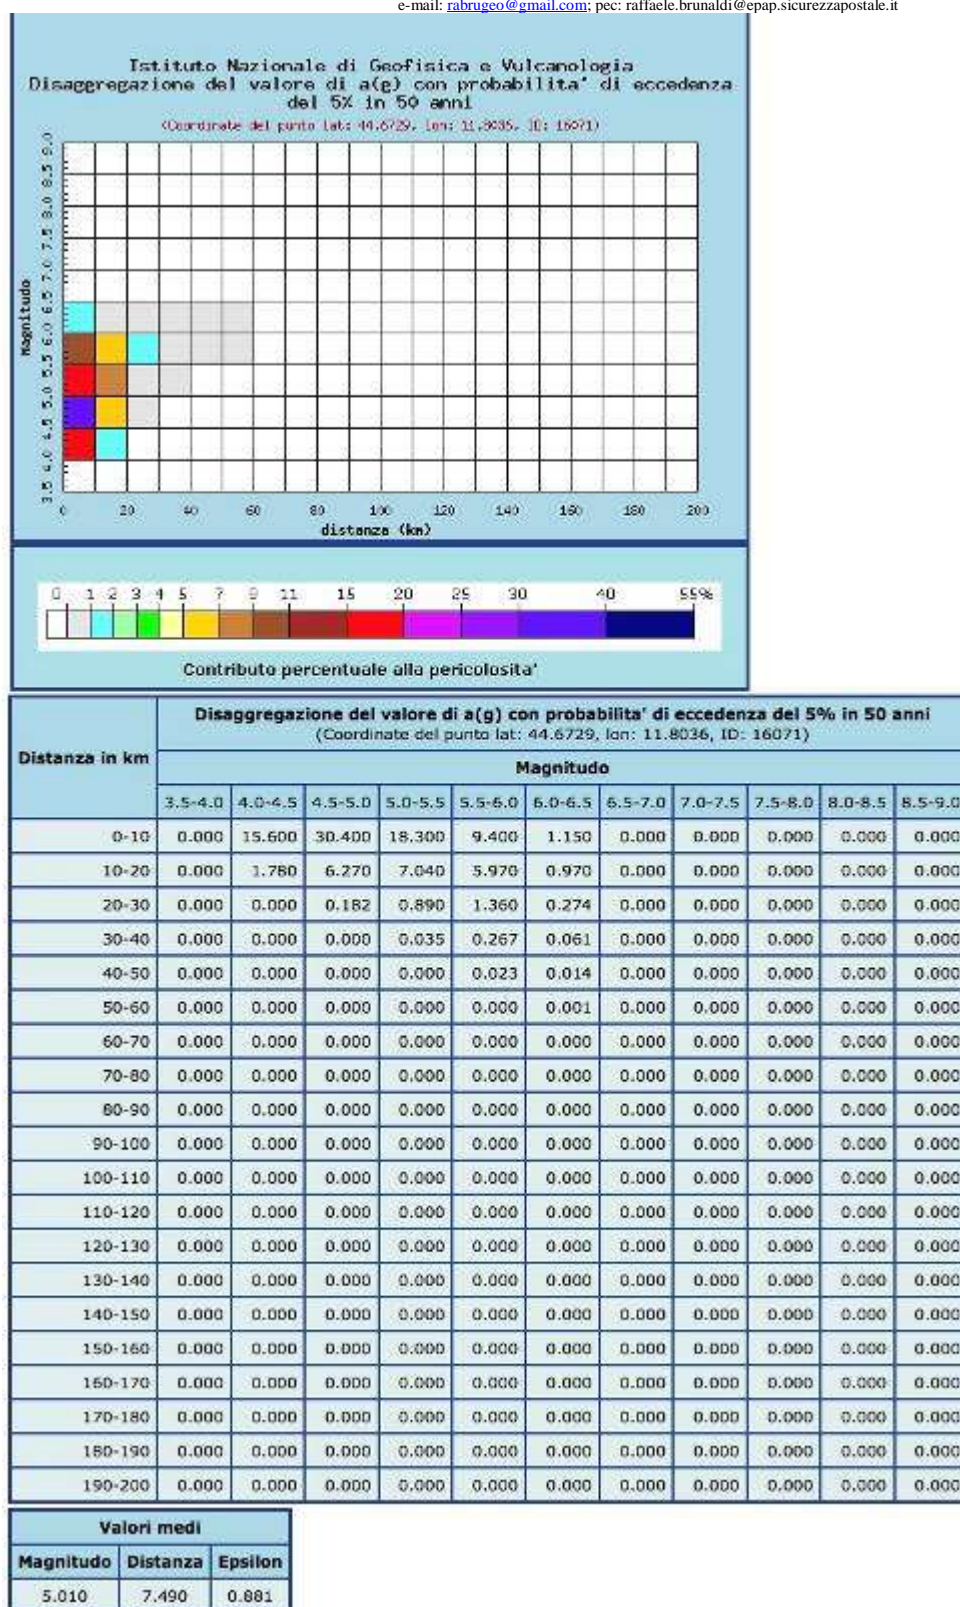 e-mail: rabrugeo@gmail.com; pec: raffaele.brunaldi@epap.sicurezzapostale.it
Istituto Nazionale di Geofisica e Vulcanologia
Disaggregazione del valore di a(g) con probabilita' di eccedenza
del 5% in 50 anni
(Coordinate del punto lat: 44.6729, lon: 11.8036, ID: 16071)
Magnitudo
3.5 4.0 4.5 5.0 5.5 6.0 6.5 7.0 7.5 8.0 8.5 9.0
0 20 40 60 80 100 120 140 160 180 200
distanza (km)
0 1 2 3 4 5 7 9 11 15 20 25 30 40 55%
Contributo percentuale alla pericolosita'
Disaggregazione del valore di a(g) con probabilita' di eccedenza del 5% in 50 anni
(Coordinate del punto lat: 44.6729, lon: 11.8036, ID: 16071)
Distanza in km
Magnitudo
3.5-4.0 4.0-4.5 4.5-5.0 5.0-5.5 5.5-6.0 6.0-6.5 6.5-7.0 7.0-7.5 7.5-8.0 8.0-8.5 8.5-9.0
0-10 0.000 15.600 30.400 18.300 9.400 1.150 0.000 0.000 0.000 0.000 0.000
10-20 0.000 1.780 6.270 7.040 5.970 0.970 0.000 0.000 0.000 0.000 0.000
20-30 0.000 0.000 0.182 0.890 1.360 0.274 0.000 0.000 0.000 0.000 0.000
30-40 0.000 0.000 0.000 0.035 0.267 0.061 0.000 0.000 0.000 0.000 0.000
40-50 0.000 0.000 0.000 0.000 0.023 0.014 0.000 0.000 0.000 0.000 0.000
50-60 0.000 0.000 0.000 0.000 0.000 0.001 0.000 0.000 0.000 0.000 0.000
60-70 0.000 0.000 0.000 0.000 0.000 0.000 0.000 0.000 0.000 0.000 0.000
70-80 0.000 0.000 0.000 0.000 0.000 0.000 0.000 0.000 0.000 0.000 0.000
80-90 0.000 0.000 0.000 0.000 0.000 0.000 0.000 0.000 0.000 0.000 0.000
90-100 0.000 0.000 0.000 0.000 0.000 0.000 0.000 0.000 0.000 0.000 0.000
100-110 0.000 0.000 0.000 0.000 0.000 0.000 0.000 0.000 0.000 0.000 0.000
110-120 0.000 0.000 0.000 0.000 0.000 0.000 0.000 0.000 0.000 0.000 0.000
120-130 0.000 0.000 0.000 0.000 0.000 0.000 0.000 0.000 0.000 0.000 0.000
130-140 0.000 0.000 0.000 0.000 0.000 0.000 0.000 0.000 0.000 0.000 0.000
140-150 0.000 0.000 0.000 0.000 0.000 0.000 0.000 0.000 0.000 0.000 0.000
150-160 0.000 0.000 0.000 0.000 0.000 0.000 0.000 0.000 0.000 0.000 0.000
160-170 0.000 0.000 0.000 0.000 0.000 0.000 0.000 0.000 0.000 0.000 0.000
170-180 0.000 0.000 0.000 0.000 0.000 0.000 0.000 0.000 0.000 0.000 0.000
180-190 0.000 0.000 0.000 0.000 0.000 0.000 0.000 0.000 0.000 0.000 0.000
190-200 0.000 0.000 0.000 0.000 0.000 0.000 0.000 0.000 0.000 0.000 0.000
Valori medi
Magnitudo Distanza Epsilon
5.010 7.490 0.881